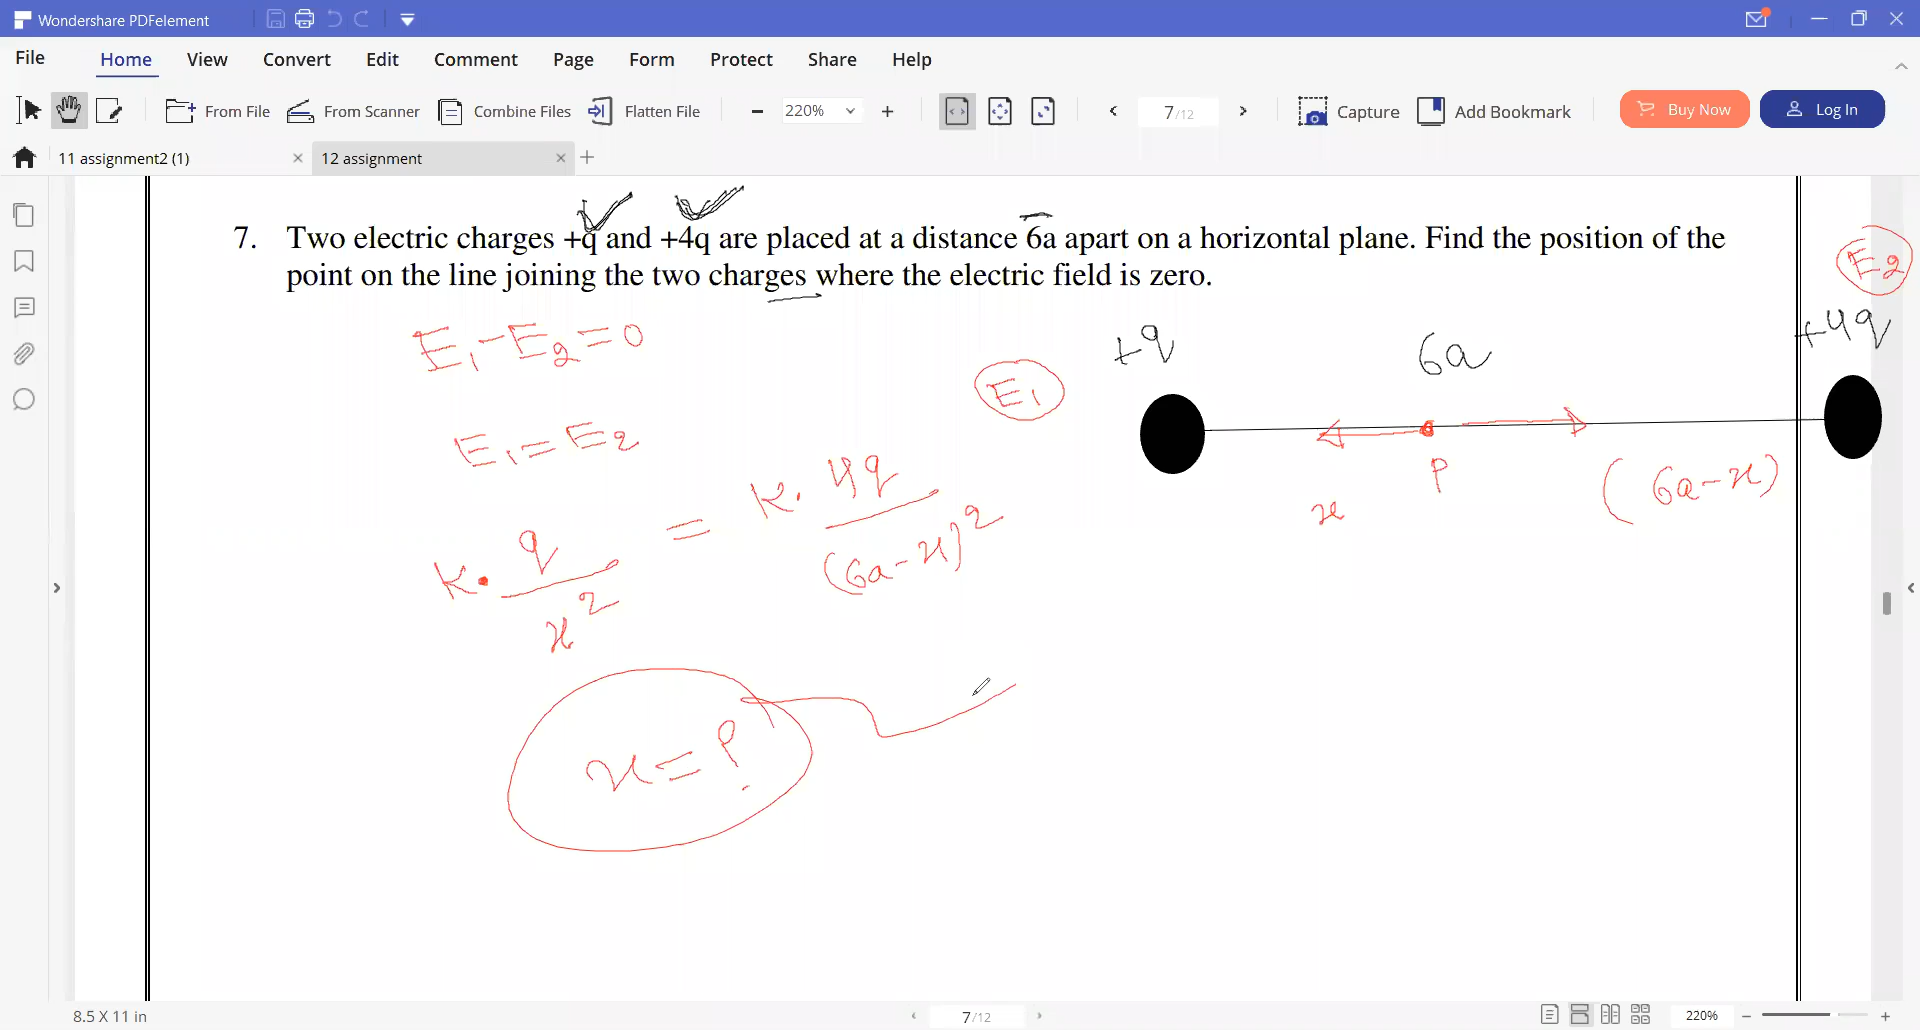 Wondershare PDFelement
File Home View Convert Edit Comment Page Form Protect Share Help
From File From Scanner Combine Files Flatten File 220% 7/12 Capture Add Bookmark Buy Now Log In
11 assignment2 (1) 12 assignment
7. Two electric charges +q and +4q are placed at a distance 6a apart on a horizontal plane. Find the position of the
point on the line joining the two charges where the electric field is zero.
E₂
E₁-E₂=0
+q 6a +4q
E₁
E₁=E₂
P
x (6a-x)
K. q/x² = K. 4q/(6a-x)²
x=?
8.5 X 11 in 7/12 220%